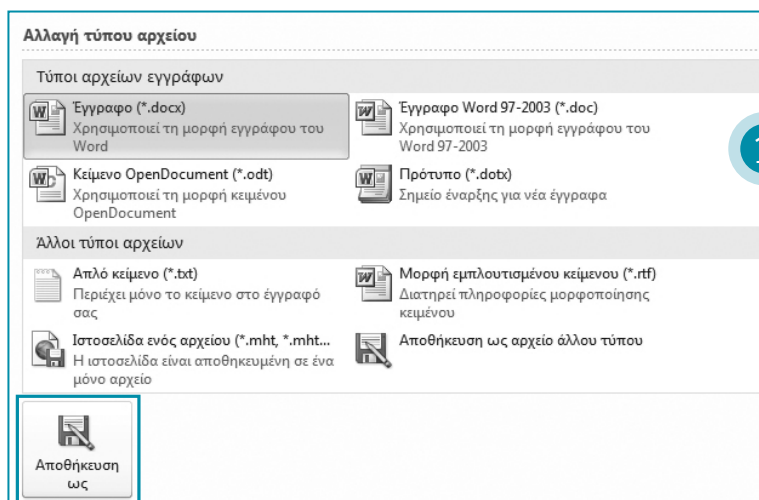 Αλλαγή τύπου αρχείου
Τύποι αρχείων εγγράφων
Έγγραφο (*.docx)
Χρησιμοποιεί τη μορφή εγγράφου του
Word
Έγγραφο Word 97-2003 (*.doc)
Χρησιμοποιεί τη μορφή εγγράφου του
Word 97-2003
Κείμενο OpenDocument (*.odt)
Χρησιμοποιεί τη μορφή κειμένου
OpenDocument
Πρότυπο (*.dotx)
Σημείο έναρξης για νέα έγγραφα
Άλλοι τύποι αρχείων
Απλό κείμενο (*.txt)
Περιέχει μόνο το κείμενο στο έγγραφό
σας
Μορφή εμπλουτισμένου κειμένου (*.rtf)
Διατηρεί πληροφορίες μορφοποίησης
κειμένου
Ιστοσελίδα ενός αρχείου (*.mht, *.mht...
Η ιστοσελίδα είναι αποθηκευμένη σε ένα
μόνο αρχείο
Αποθήκευση ως αρχείο άλλου τύπου
Αποθήκευση
ως